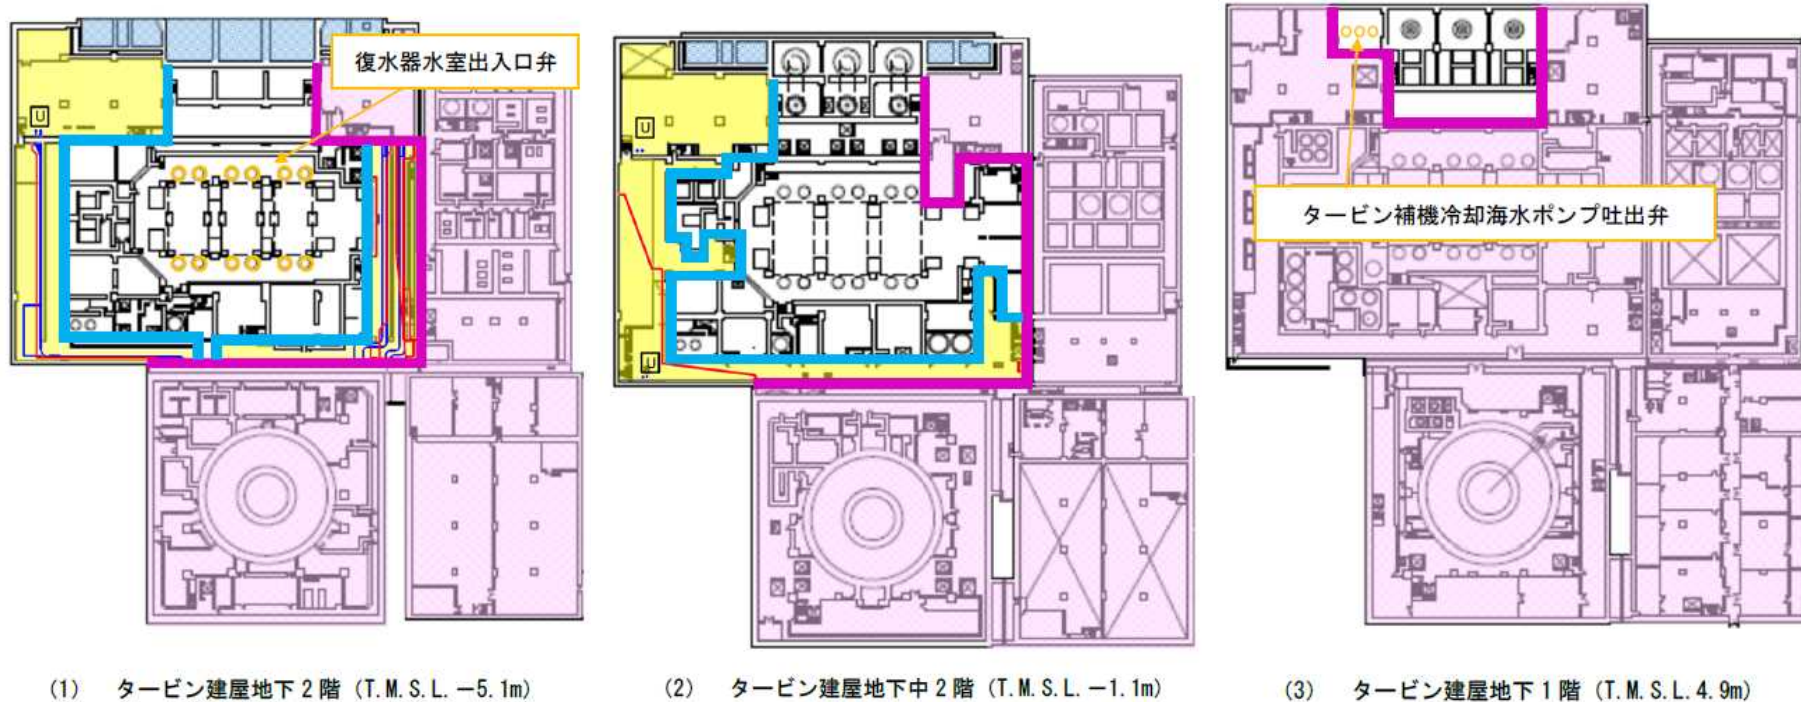 復水器水室出入口弁
U
U
U
タービン補機冷却海水ポンプ吐出弁
(1) タービン建屋地下2階 (T.M.S.L.－5.1m)
(2) タービン建屋地下中2階 (T.M.S.L.－1.1m)
(3) タービン建屋地下1階 (T.M.S.L.4.9m)